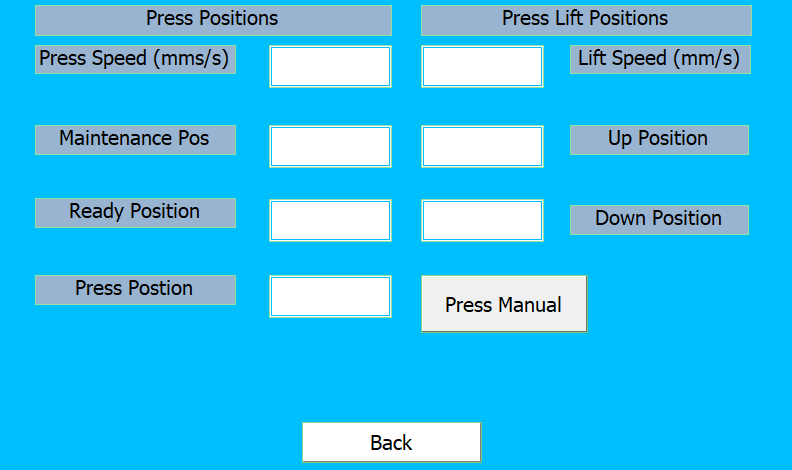 Press Positions
Press Lift Positions
Press Speed (mms/s)
Lift Speed (mm/s)
Maintenance Pos
Up Position
Ready Position
Down Position
Press Postion
Press Manual
Back